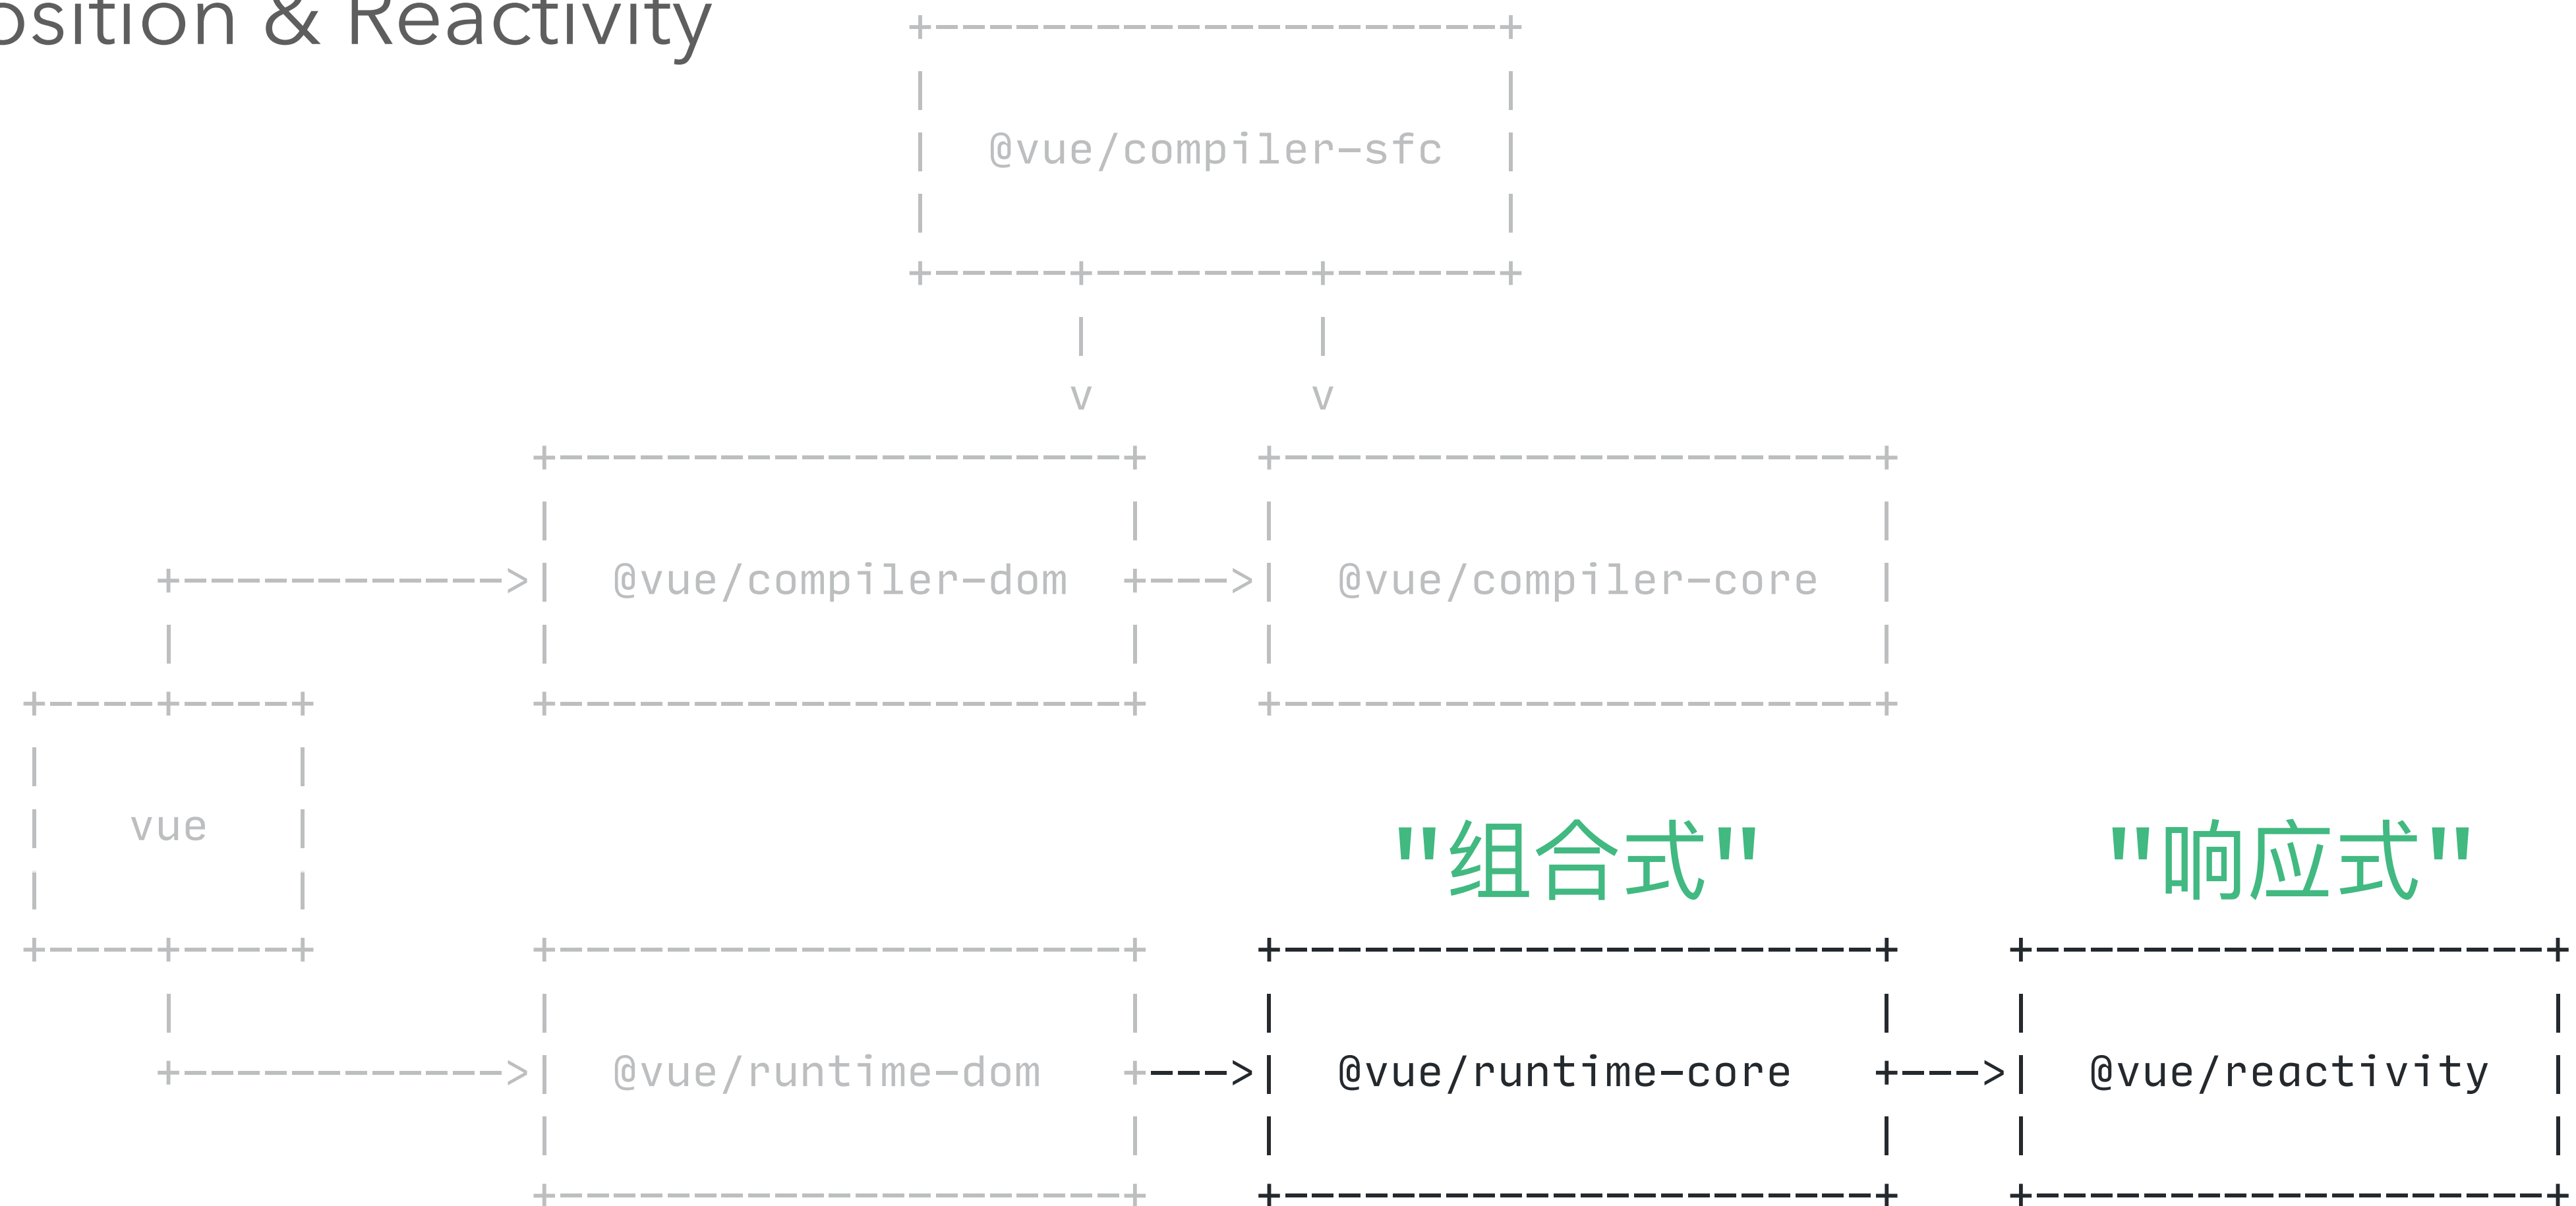 osition & Reactivity
@vue/compiler-sfc
@vue/compiler-dom
@vue/compiler-core
vue
"组合式"
"响应式"
@vue/runtime-dom
@vue/runtime-core
@vue/reactivity